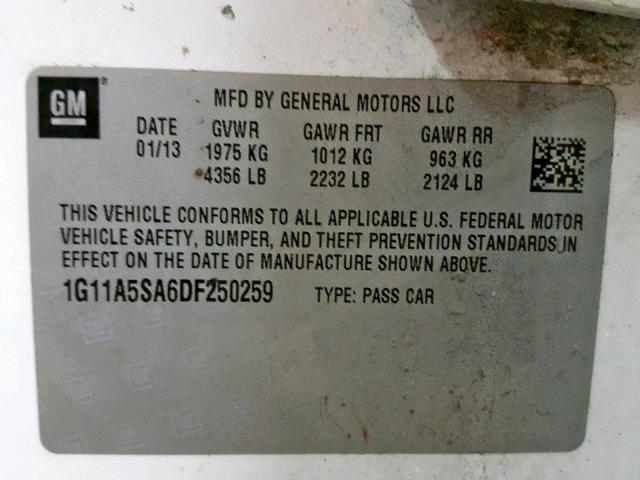 GM®
MFD BY GENERAL MOTORS LLC
DATE GVWR GAWR FRT GAWR RR
01/13 1975 KG 1012 KG 963 KG
4356 LB 2232 LB 2124 LB
THIS VEHICLE CONFORMS TO ALL APPLICABLE U.S. FEDERAL MOTOR
VEHICLE SAFETY, BUMPER, AND THEFT PREVENTION STANDARDS IN
EFFECT ON THE DATE OF MANUFACTURE SHOWN ABOVE.
1G11A5SA6DF250259 TYPE: PASS CAR